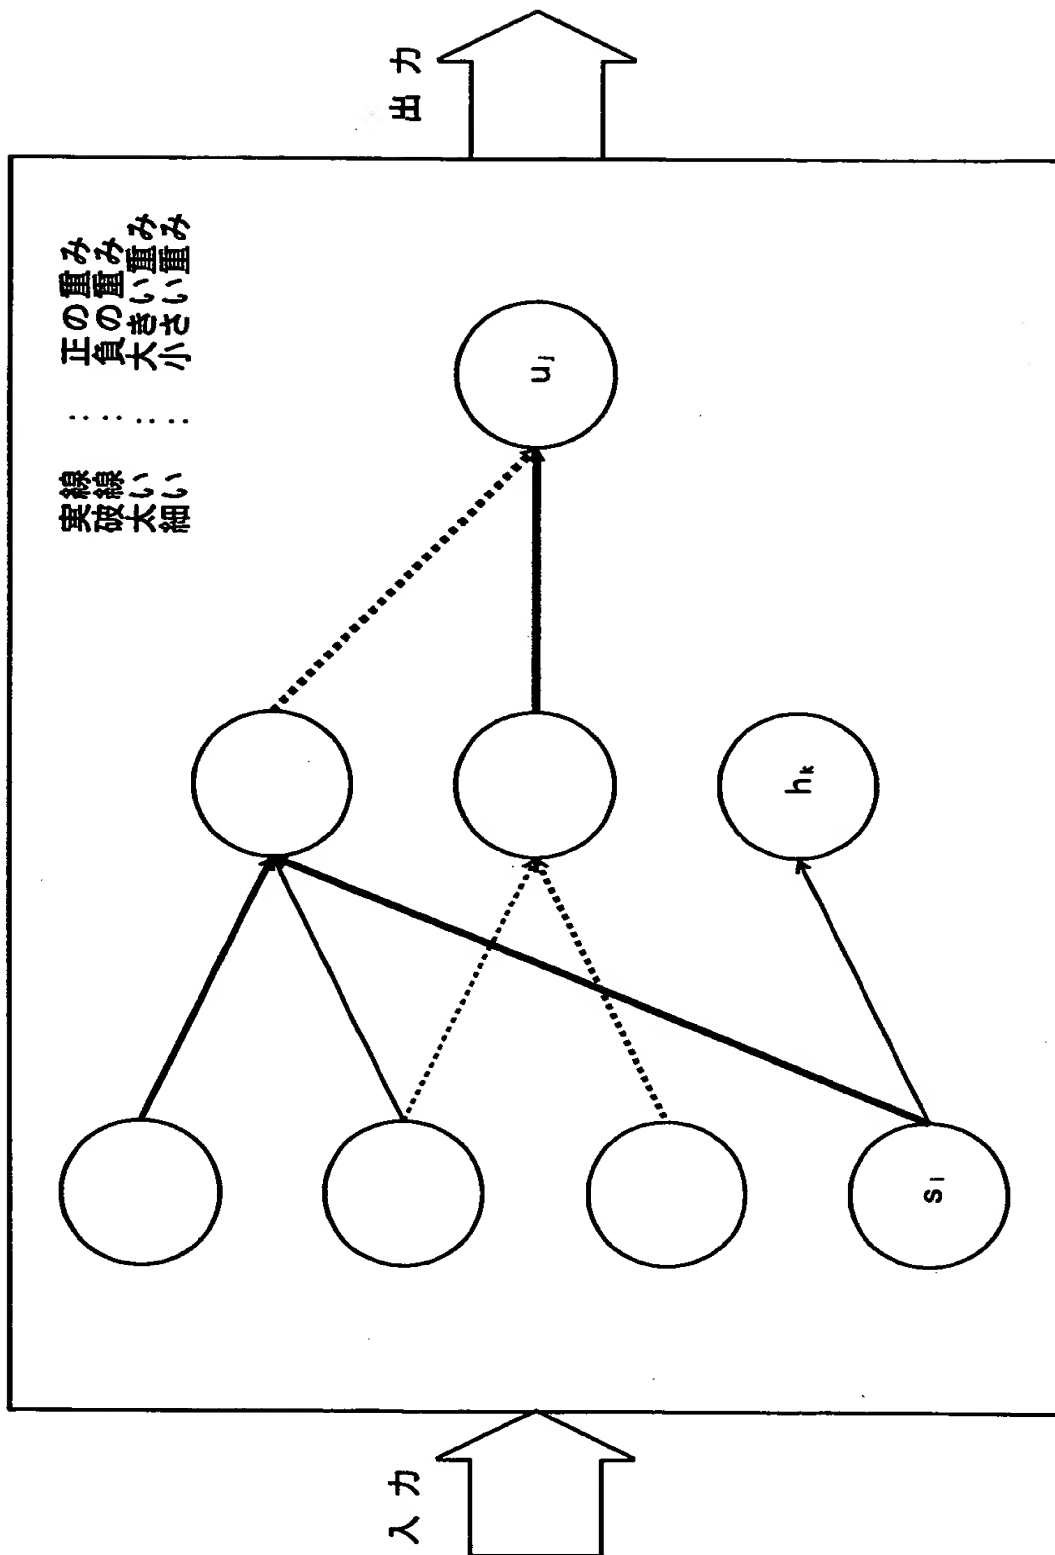 実線 : 正の重み
破線 : 負の重み
太い : 大きい重み
細い : 小さい重み
入力
出力
uj
hk
si